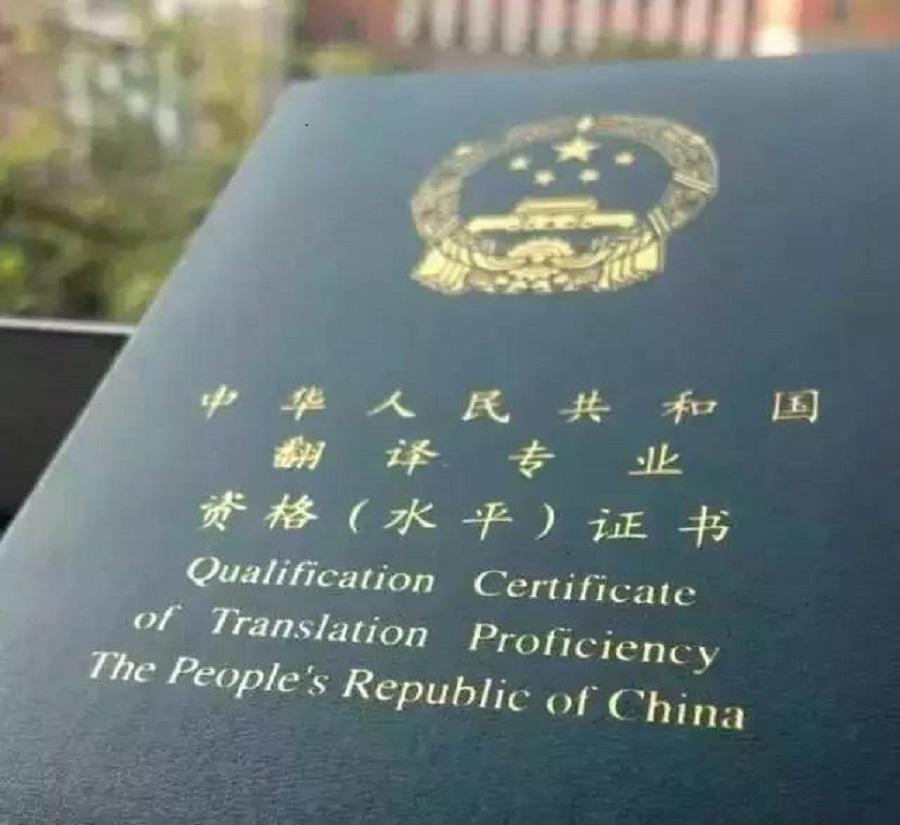 中华人民共和国
翻译专业
资格（水平）证书
Qualification Certificate
of Translation Proficiency
The People's Republic of China